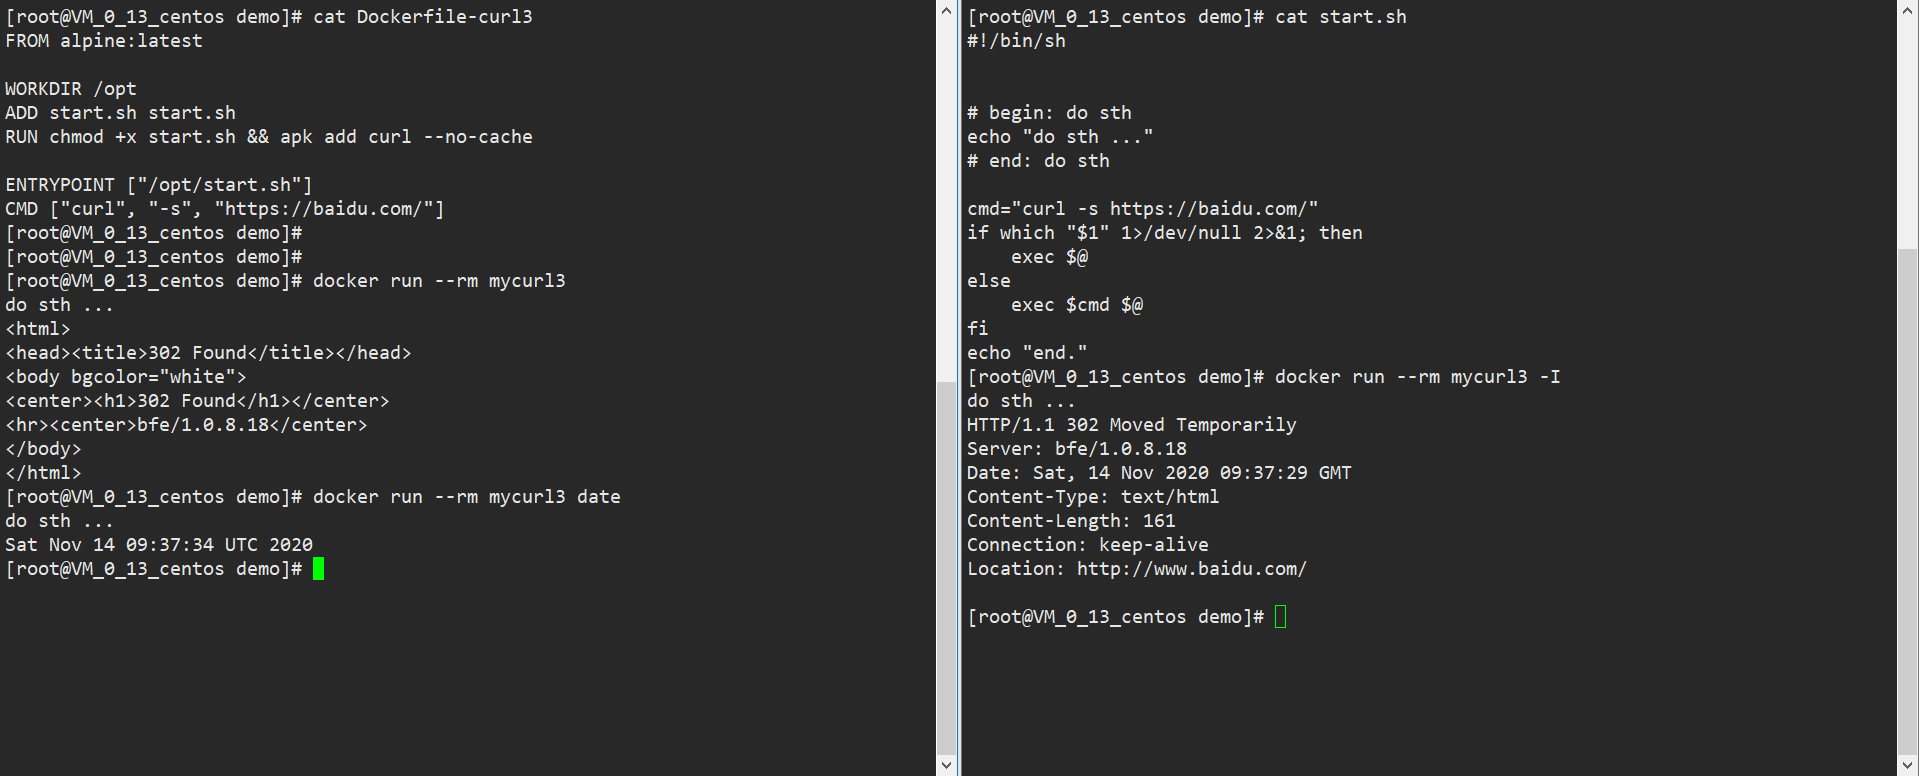 [root@VM_0_13_centos demo]# cat Dockerfile-curl3
FROM alpine:latest
WORKDIR /opt
ADD start.sh start.sh
RUN chmod +x start.sh && apk add curl --no-cache
ENTRYPOINT ["/opt/start.sh"]
CMD ["curl", "-s", "https://baidu.com/"]
[root@VM_0_13_centos demo]#
[root@VM_0_13_centos demo]#
[root@VM_0_13_centos demo]# docker run --rm mycurl3
do sth ...
<html>
<head><title>302 Found</title></head>
<body bgcolor="white">
<center><h1>302 Found</h1></center>
<hr><center>bfe/1.0.8.18</center>
</body>
</html>
[root@VM_0_13_centos demo]# docker run --rm mycurl3 date
do sth ...
Sat Nov 14 09:37:34 UTC 2020
[root@VM_0_13_centos demo]#
[root@VM_0_13_centos demo]# cat start.sh
#!/bin/sh
# begin: do sth
echo "do sth ..."
# end: do sth
cmd="curl -s https://baidu.com/"
if which "$1" 1>/dev/null 2>&1; then
    exec $@
else
    exec $cmd $@
fi
echo "end."
[root@VM_0_13_centos demo]# docker run --rm mycurl3 -I
do sth ...
HTTP/1.1 302 Moved Temporarily
Server: bfe/1.0.8.18
Date: Sat, 14 Nov 2020 09:37:29 GMT
Content-Type: text/html
Content-Length: 161
Connection: keep-alive
Location: http://www.baidu.com/
[root@VM_0_13_centos demo]#